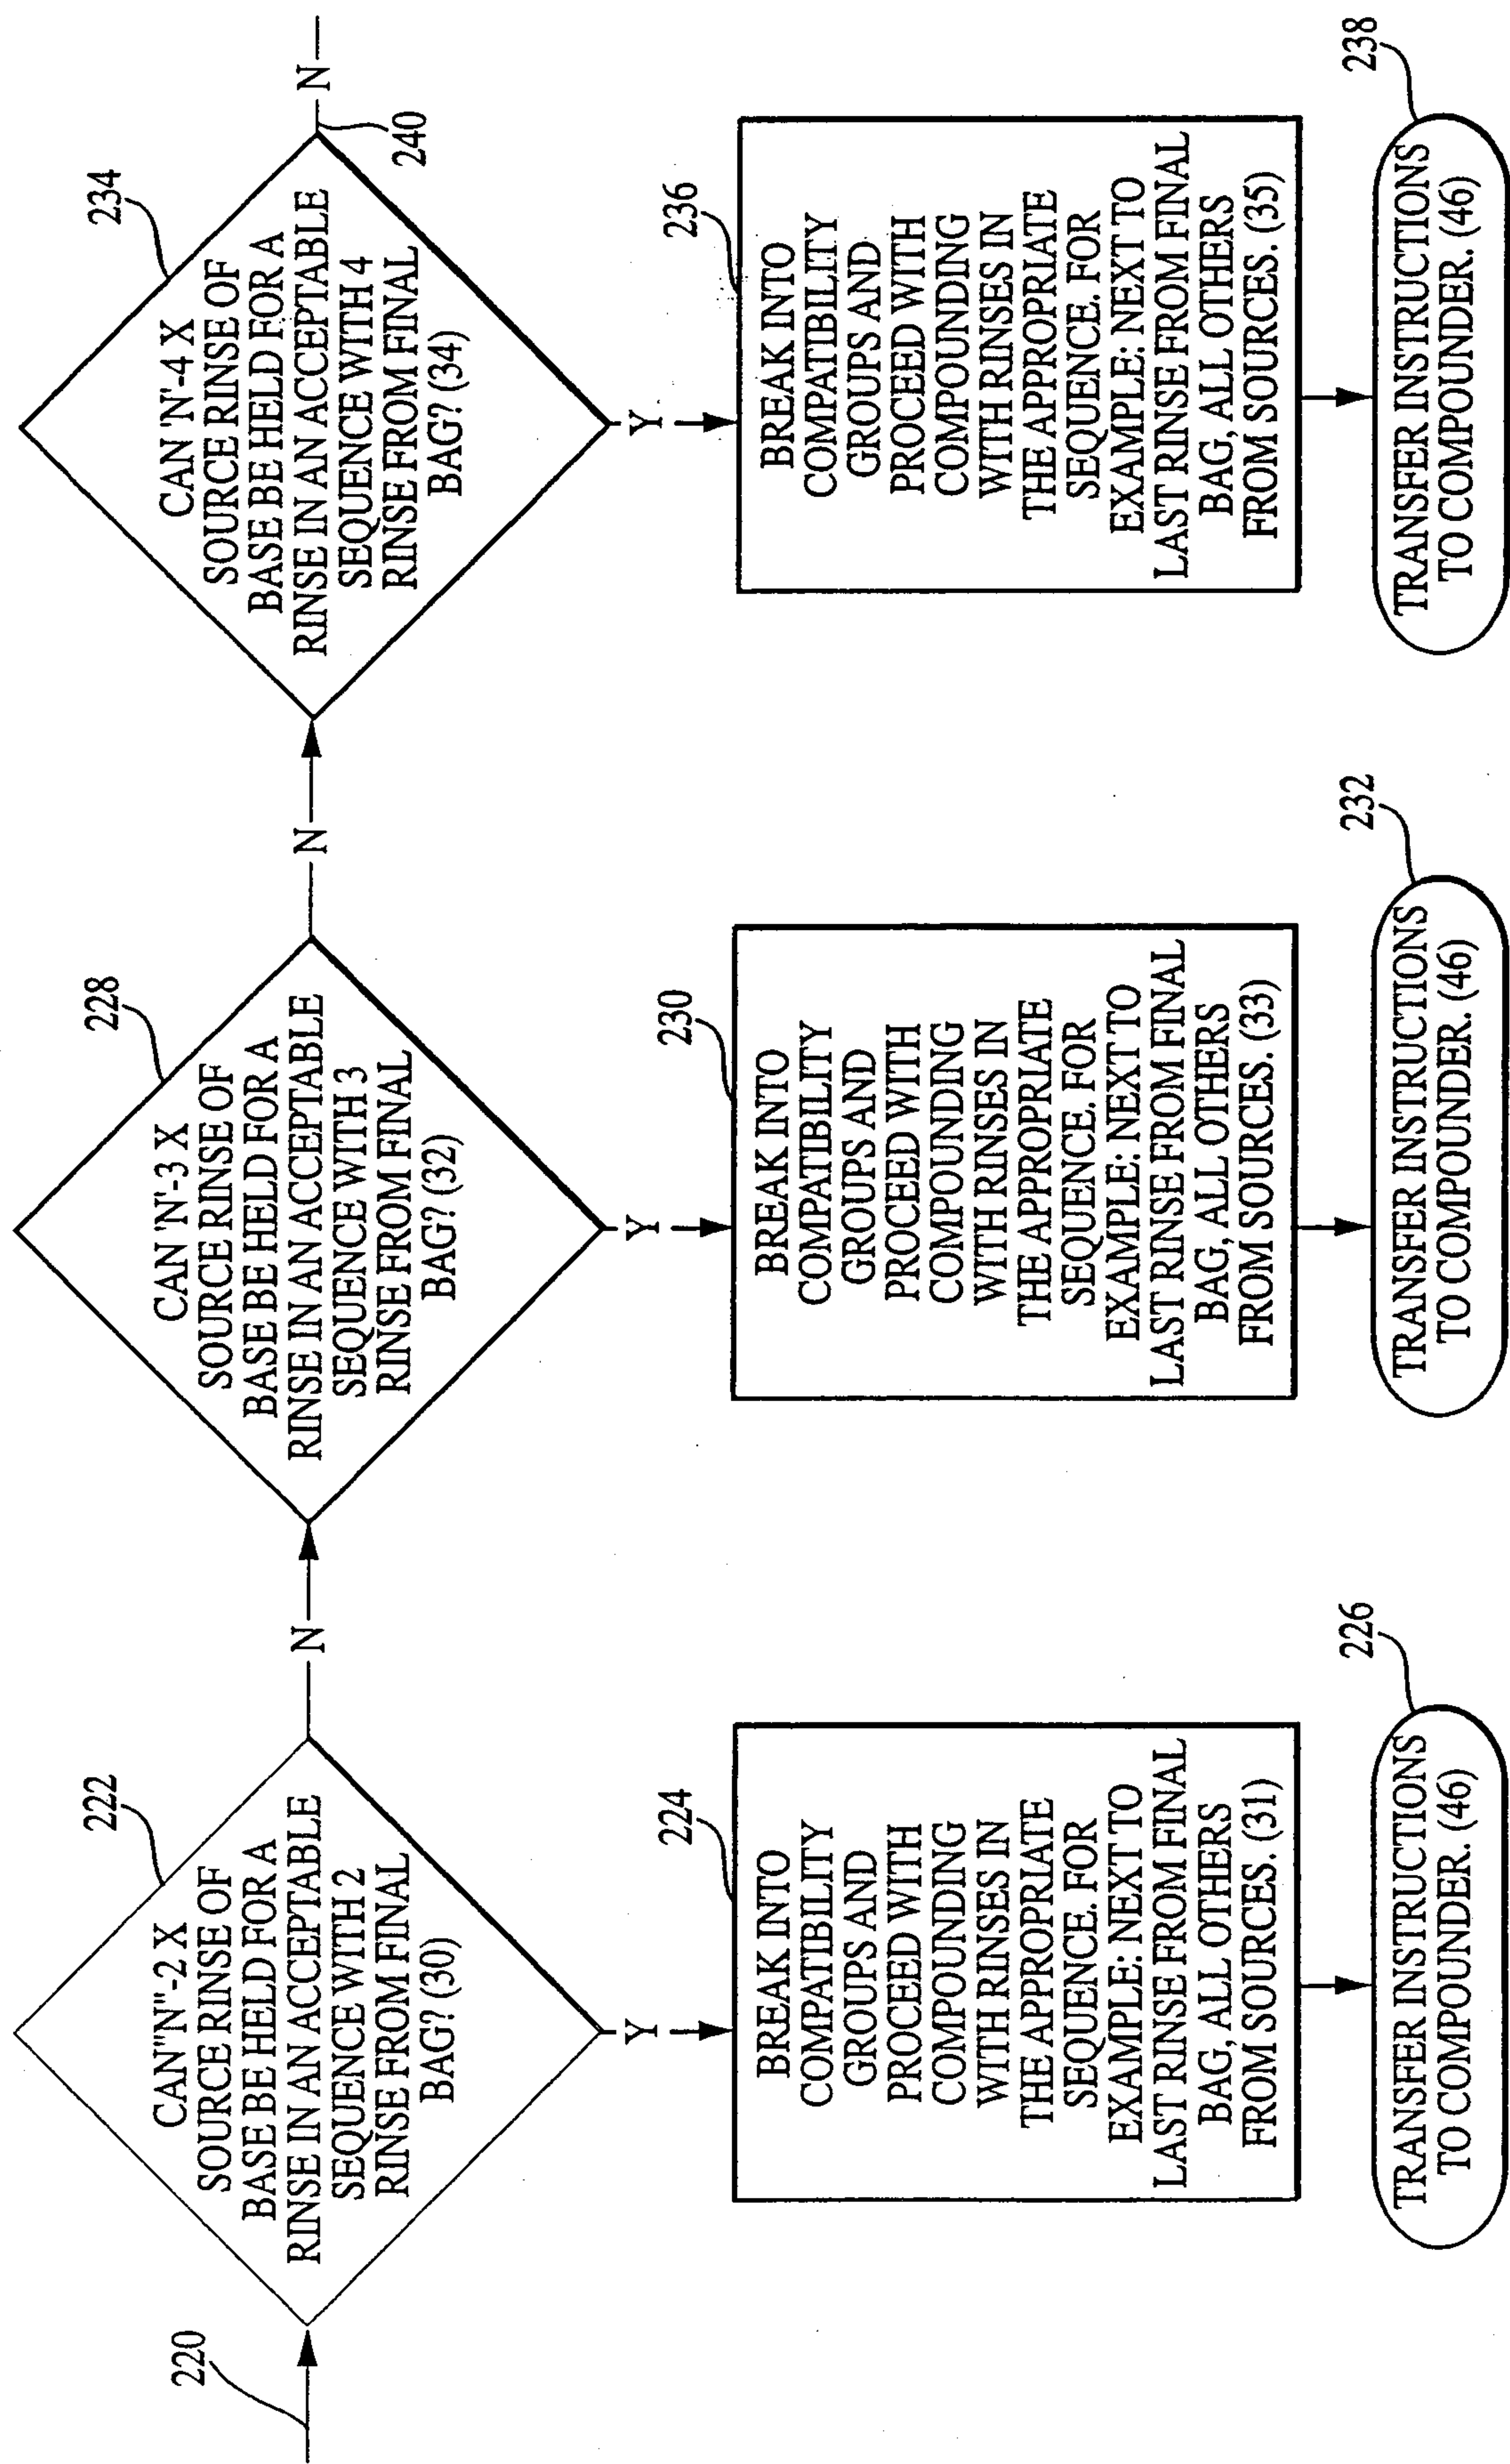 220
222
CAN"N"-2 X
SOURCE RINSE OF
BASE BE HELD FOR A
RINSE IN AN ACCEPTABLE
SEQUENCE WITH 2
RINSE FROM FINAL
BAG? (30)
N
Y
224
BREAK INTO
COMPATIBILITY
GROUPS AND
PROCEED WITH
COMPOUNDING
WITH RINSES IN
THE APPROPRIATE
SEQUENCE. FOR
EXAMPLE: NEXT TO
LAST RINSE FROM FINAL
BAG, ALL OTHERS
FROM SOURCES. (31)
226
TRANSFER INSTRUCTIONS
TO COMPOUNDER. (46)
228
CAN 'N'-3 X
SOURCE RINSE OF
BASE BE HELD FOR A
RINSE IN AN ACCEPTABLE
SEQUENCE WITH 3
RINSE FROM FINAL
BAG? (32)
N
Y
230
BREAK INTO
COMPATIBILITY
GROUPS AND
PROCEED WITH
COMPOUNDING
WITH RINSES IN
THE APPROPRIATE
SEQUENCE. FOR
EXAMPLE: NEXT TO
LAST RINSE FROM FINAL
BAG, ALL OTHERS
FROM SOURCES. (33)
232
TRANSFER INSTRUCTIONS
TO COMPOUNDER. (46)
234
CAN 'N'-4 X
SOURCE RINSE OF
BASE BE HELD FOR A
RINSE IN AN ACCEPTABLE
SEQUENCE WITH 4
RINSE FROM FINAL
BAG? (34)
N
240
Y
236
BREAK INTO
COMPATIBILITY
GROUPS AND
PROCEED WITH
COMPOUNDING
WITH RINSES IN
THE APPROPRIATE
SEQUENCE. FOR
EXAMPLE: NEXT TO
LAST RINSE FROM FINAL
BAG, ALL OTHERS
FROM SOURCES. (35)
238
TRANSFER INSTRUCTIONS
TO COMPOUNDER. (46)